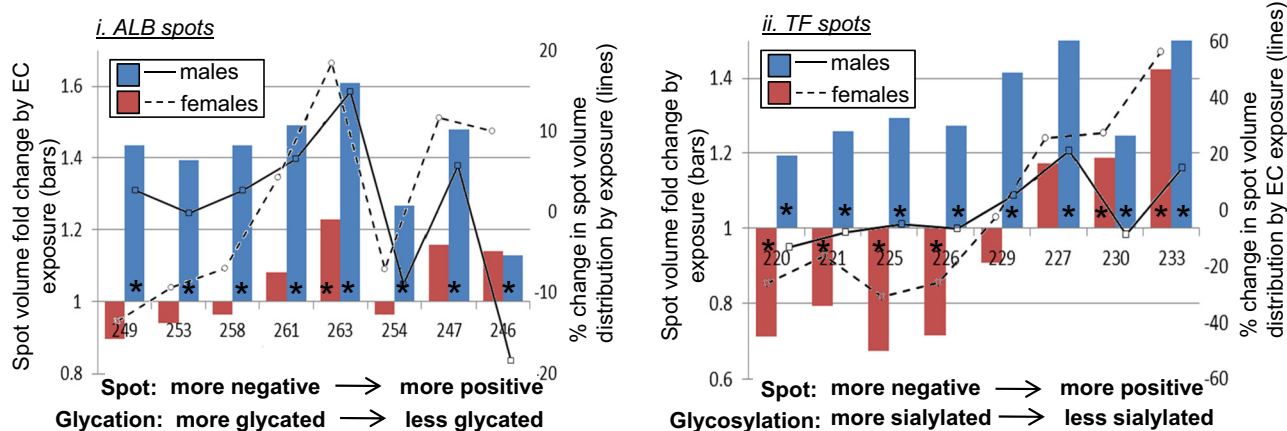 i. ALB spots
Spot volume fold change by EC
exposure (bars)
1.6
1.4
1.2
1
0.8
males
females
* * * * * * * * *
249 253 258 261 263 254 247 246
20
10
0
-10
-20
% change in spot volume
distribution by exposure (lines)
Spot: more negative → more positive
Glycation: more glycated → less glycated
ii. TF spots
Spot volume fold change by
exposure (bars)
1.4
1.2
1
0.8
0.6
males
females
* * * * * * * * *
* * * *
220 221 225 226 229 227 230 233
60
40
20
0
-20
-40
-60
% change in spot volume
distribution by EC exposure (lines)
Spot: more negative → more positive
Glycosylation: more sialylated → less sialylated